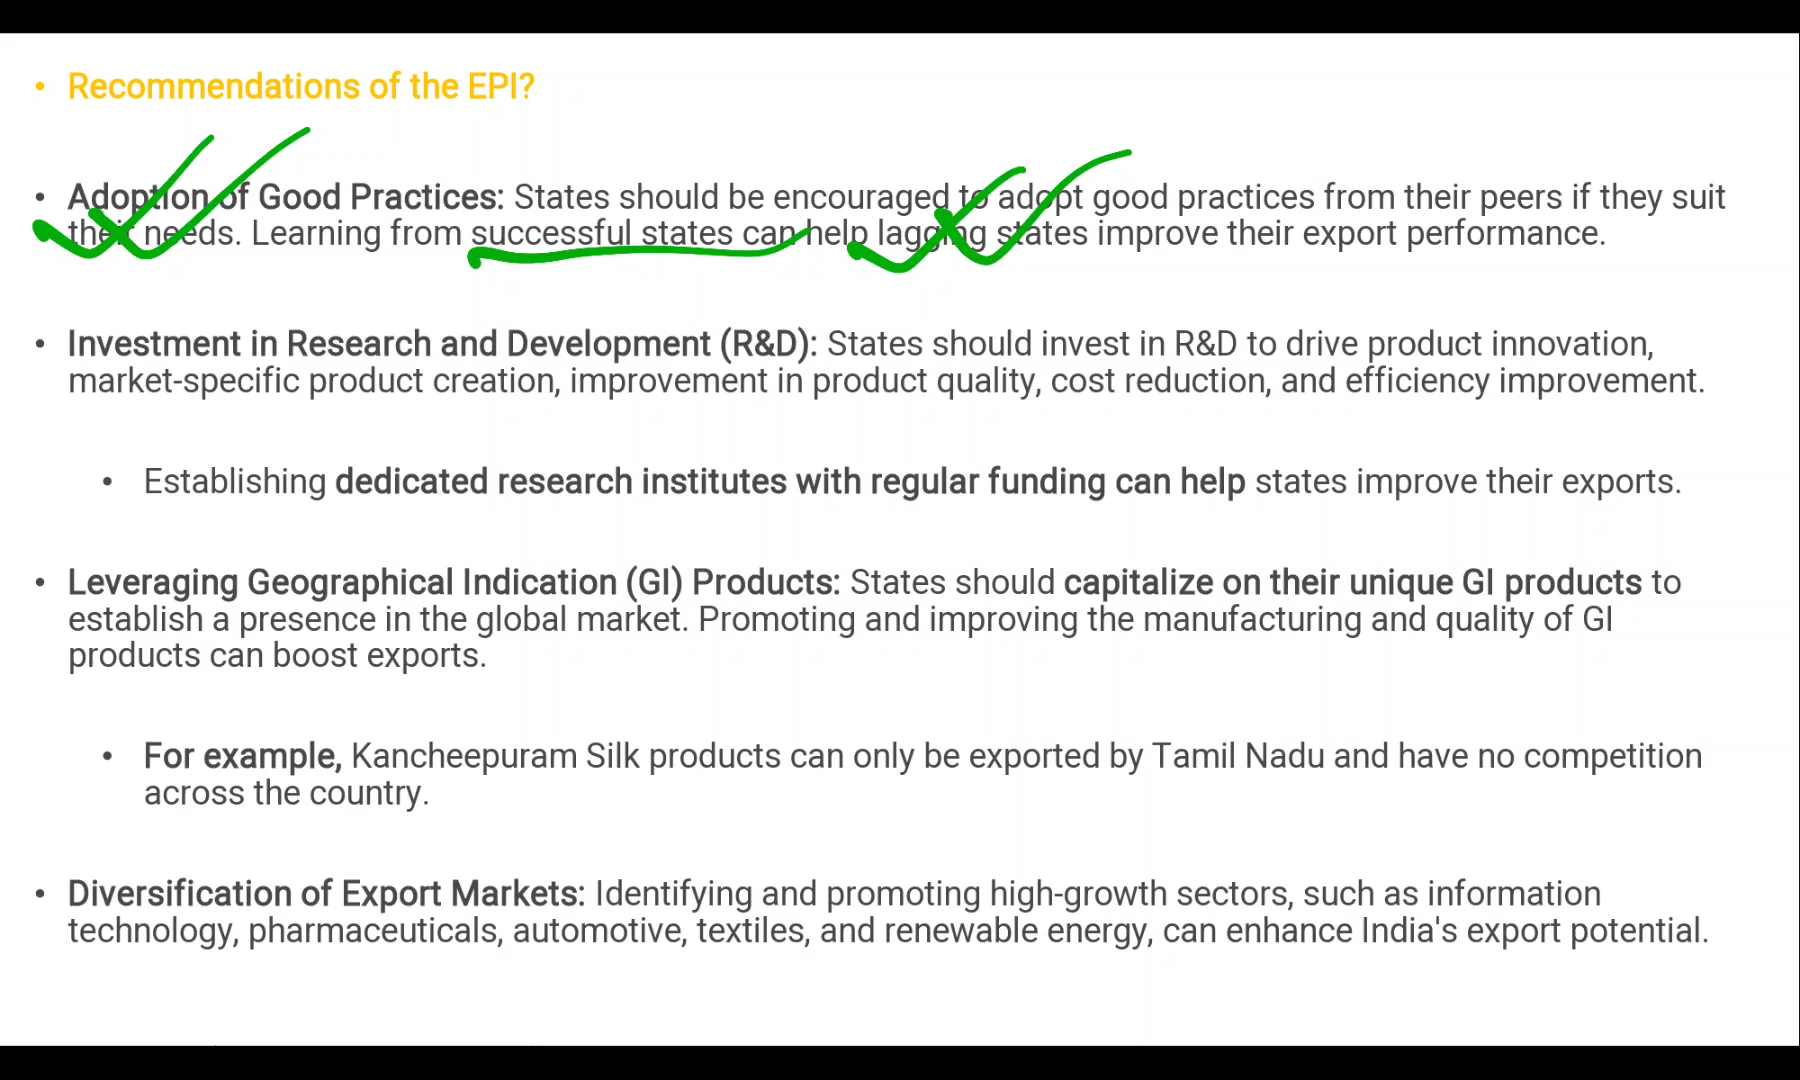 • Recommendations of the EPI?
• Adoption of Good Practices: States should be encouraged to adopt good practices from their peers if they suit
their needs. Learning from successful states can help lagging states improve their export performance.
• Investment in Research and Development (R&D): States should invest in R&D to drive product innovation,
market-specific product creation, improvement in product quality, cost reduction, and efficiency improvement.
• Establishing dedicated research institutes with regular funding can help states improve their exports.
• Leveraging Geographical Indication (GI) Products: States should capitalize on their unique GI products to
establish a presence in the global market. Promoting and improving the manufacturing and quality of GI
products can boost exports.
• For example, Kancheepuram Silk products can only be exported by Tamil Nadu and have no competition
across the country.
• Diversification of Export Markets: Identifying and promoting high-growth sectors, such as information
technology, pharmaceuticals, automotive, textiles, and renewable energy, can enhance India's export potential.